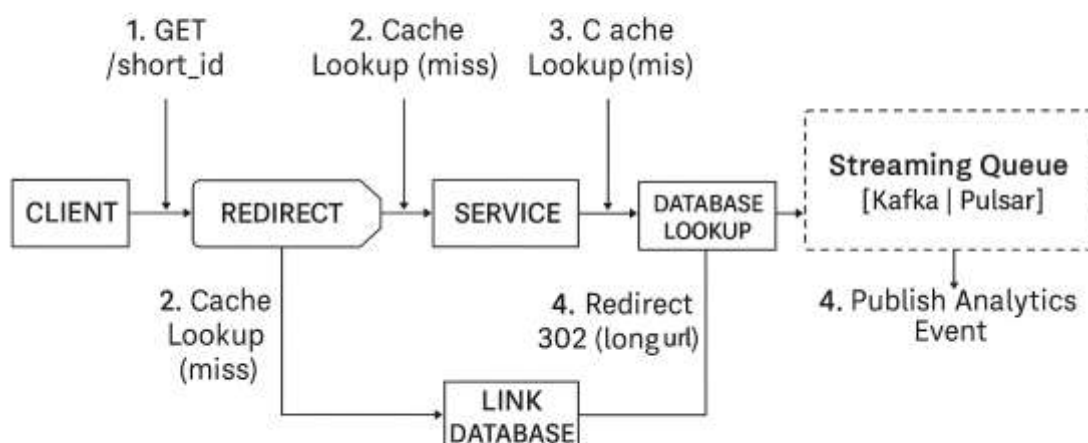 1. GET
/short_id
2. Cache
Lookup (miss)
3. C ache
Lookup (mis)
CLIENT
REDIRECT
SERVICE
DATABASE
LOOKUP
Streaming Queue
[Kafka | Pulsar]
2. Cache
Lookup
(miss)
4. Redirect
302 (long url)
4. Publish Analytics
Event
LINK
DATABASE